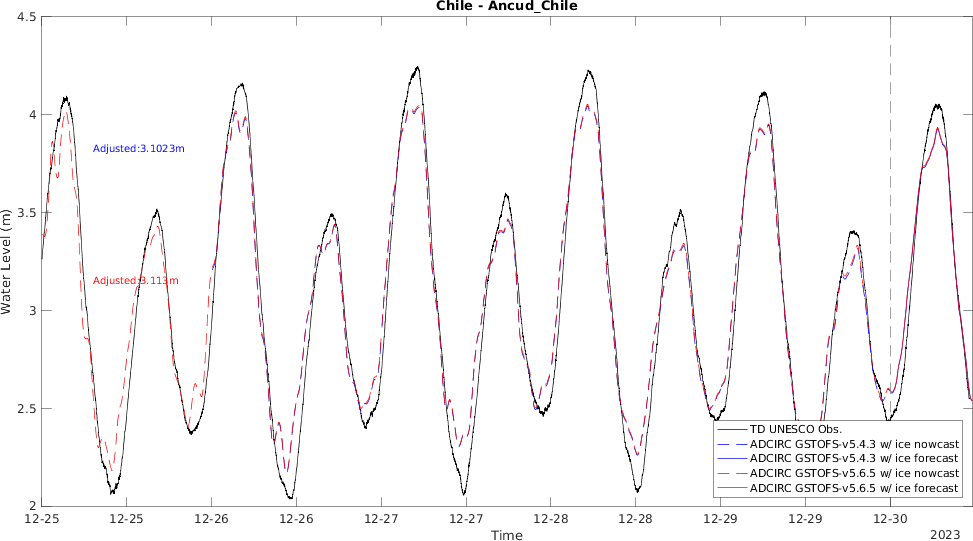 Chile - Ancud_Chile
4.5
4
3.5
3
2.5
2
Water Level (m)
Adjusted:3.1023m
Adjusted:3.113m
TD UNESCO Obs.
ADCIRC GSTOFS-v5.4.3 w/ ice nowcast
ADCIRC GSTOFS-v5.4.3 w/ ice forecast
ADCIRC GSTOFS-v5.6.5 w/ ice nowcast
ADCIRC GSTOFS-v5.6.5 w/ ice forecast
12-25 12-25 12-26 12-26 12-27 12-27 12-28 12-28 12-29 12-29 12-30
Time
2023